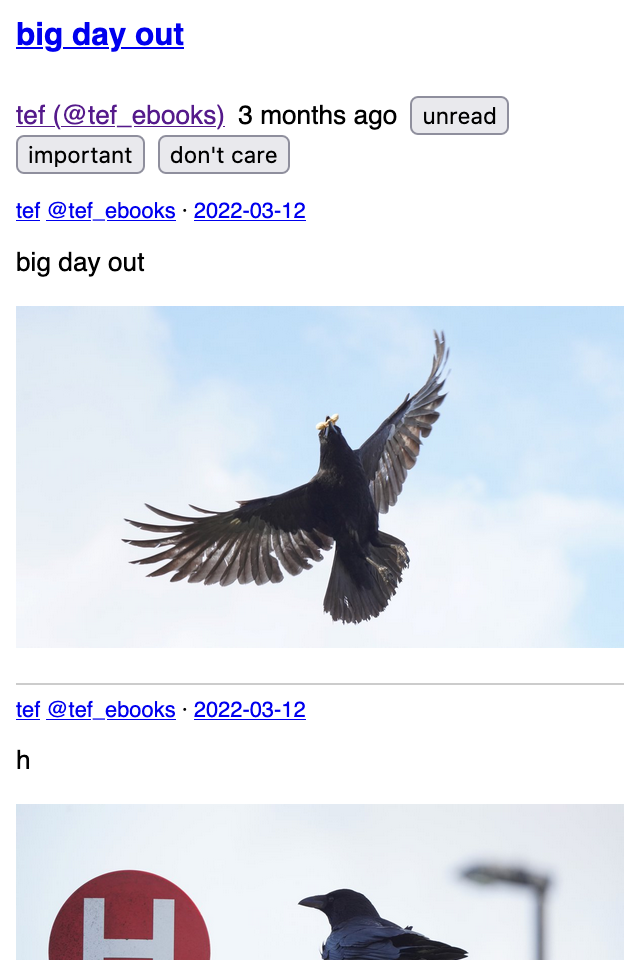 big day out
tef (@tef_ebooks) 3 months ago unread
important don't care
tef @tef_ebooks · 2022-03-12
big day out
tef @tef_ebooks · 2022-03-12
h
H